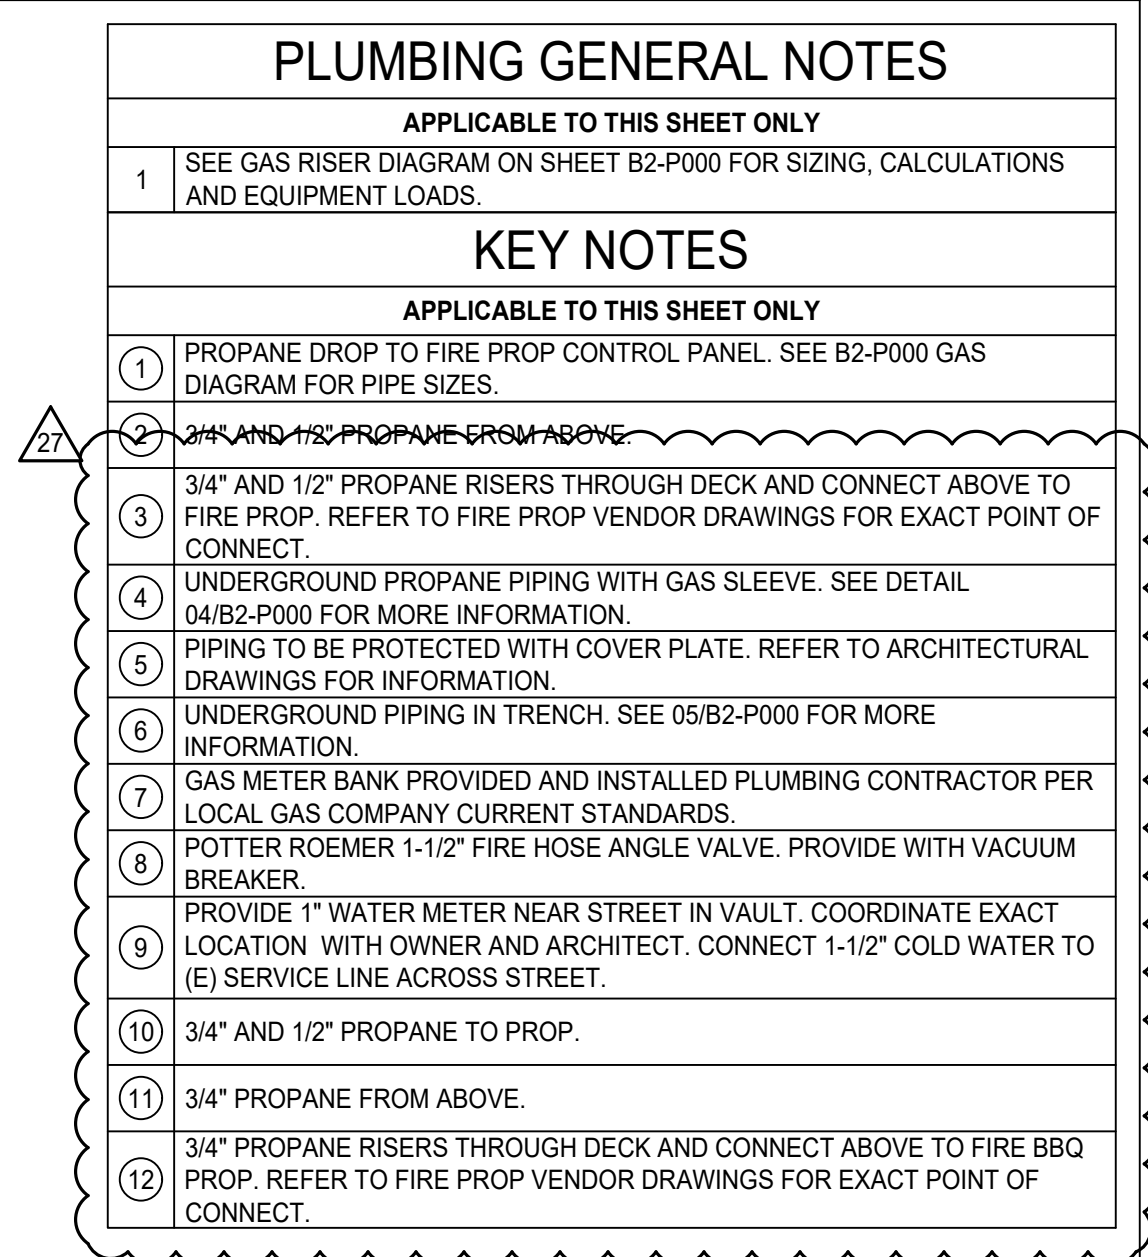 PLUMBING GENERAL NOTES
APPLICABLE TO THIS SHEET ONLY
1 SEE GAS RISER DIAGRAM ON SHEET B2-P000 FOR SIZING, CALCULATIONS
AND EQUIPMENT LOADS.
KEY NOTES
APPLICABLE TO THIS SHEET ONLY
1 PROPANE DROP TO FIRE PROP CONTROL PANEL. SEE B2-P000 GAS
DIAGRAM FOR PIPE SIZES.
27
2 3/4" AND 1/2" PROPANE FROM ABOVE.
3 3/4" AND 1/2" PROPANE RISERS THROUGH DECK AND CONNECT ABOVE TO
FIRE PROP. REFER TO FIRE PROP VENDOR DRAWINGS FOR EXACT POINT OF
CONNECT.
4 UNDERGROUND PROPANE PIPING WITH GAS SLEEVE. SEE DETAIL
04/B2-P000 FOR MORE INFORMATION.
5 PIPING TO BE PROTECTED WITH COVER PLATE. REFER TO ARCHITECTURAL
DRAWINGS FOR INFORMATION.
6 UNDERGROUND PIPING IN TRENCH. SEE 05/B2-P000 FOR MORE
INFORMATION.
7 GAS METER BANK PROVIDED AND INSTALLED PLUMBING CONTRACTOR PER
LOCAL GAS COMPANY CURRENT STANDARDS.
8 POTTER ROEMER 1-1/2" FIRE HOSE ANGLE VALVE. PROVIDE WITH VACUUM
BREAKER.
9 PROVIDE 1" WATER METER NEAR STREET IN VAULT. COORDINATE EXACT
LOCATION WITH OWNER AND ARCHITECT. CONNECT 1-1/2" COLD WATER TO
(E) SERVICE LINE ACROSS STREET.
10 3/4" AND 1/2" PROPANE TO PROP.
11 3/4" PROPANE FROM ABOVE.
12 3/4" PROPANE RISERS THROUGH DECK AND CONNECT ABOVE TO FIRE BBQ
PROP. REFER TO FIRE PROP VENDOR DRAWINGS FOR EXACT POINT OF
CONNECT.